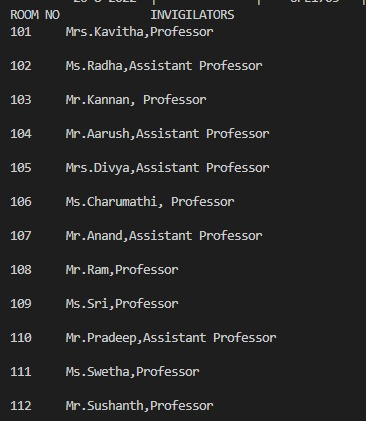 ROOM NO INVIGILATORS
101 Mrs.Kavitha,Professor
102 Ms.Radha,Assistant Professor
103 Mr.Kannan, Professor
104 Mr.Aarush,Assistant Professor
105 Mrs.Divya,Assistant Professor
106 Ms.Charumathi, Professor
107 Mr.Anand,Assistant Professor
108 Mr.Ram,Professor
109 Ms.Sri,Professor
110 Mr.Pradeep,Assistant Professor
111 Ms.Swetha,Professor
112 Mr.Sushanth,Professor